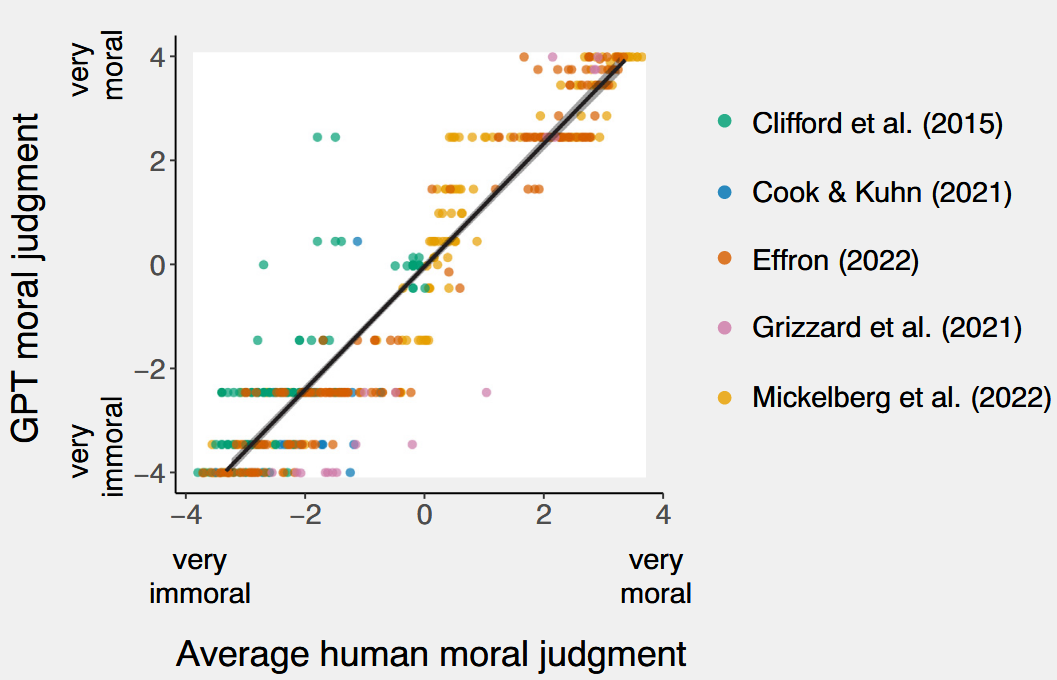 very
moral
4
2
0
−2
−4
GPT moral judgment
very
immoral
−4
−2
0
2
4
very
immoral
very
moral
Average human moral judgment
Clifford et al. (2015)
Cook & Kuhn (2021)
Effron (2022)
Grizzard et al. (2021)
Mickelberg et al. (2022)